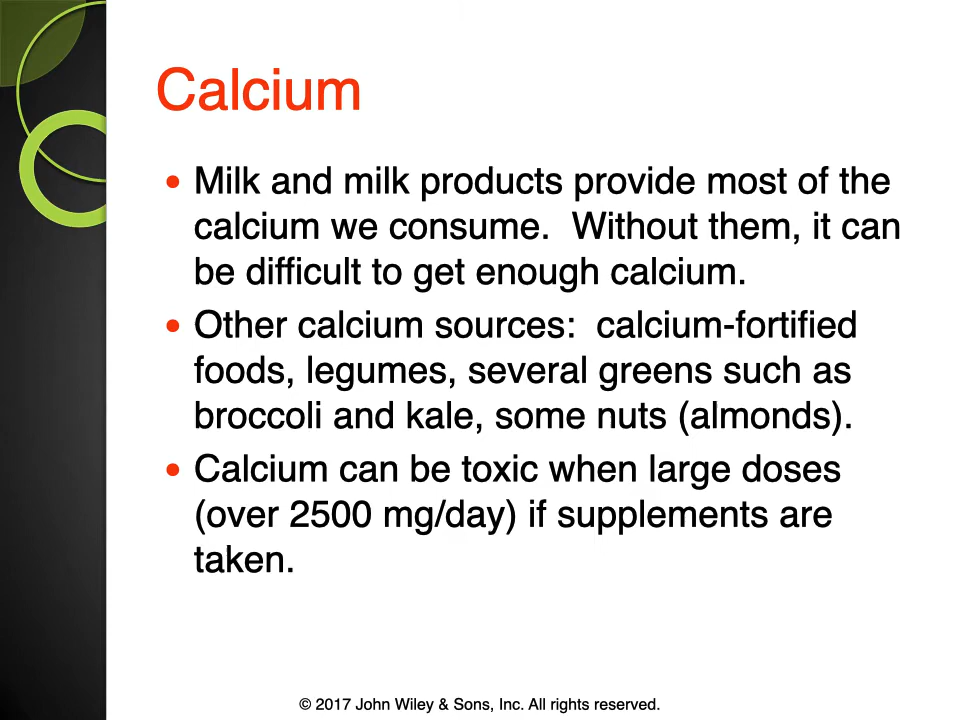 Calcium
• Milk and milk products provide most of the
calcium we consume.  Without them, it can
be difficult to get enough calcium.
• Other calcium sources:  calcium-fortified
foods, legumes, several greens such as
broccoli and kale, some nuts (almonds).
• Calcium can be toxic when large doses
(over 2500 mg/day) if supplements are
taken.
© 2017 John Wiley & Sons, Inc. All rights reserved.